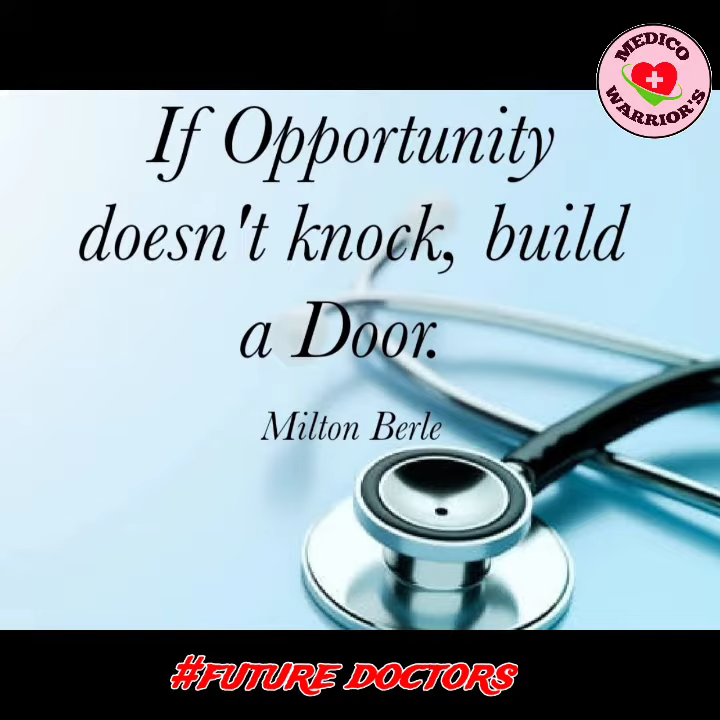 MEDICO
WARRIOR'S
If Opportunity
doesn't knock, build
a Door.
Milton Berle
#FUTURE DOCTORS